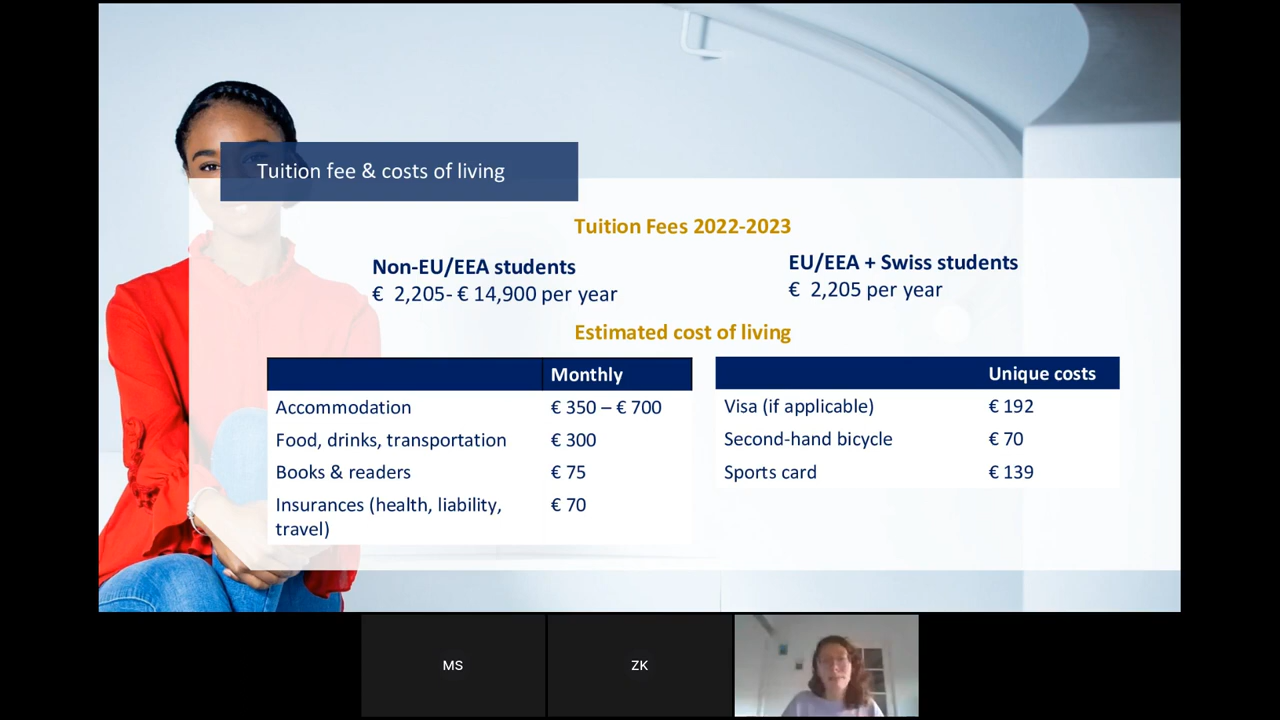 Tuition fee & costs of living
Tuition Fees 2022-2023
Non-EU/EEA students
€ 2,205- € 14,900 per year
EU/EEA + Swiss students
€ 2,205 per year
Estimated cost of living
Monthly
Accommodation € 350 – € 700
Food, drinks, transportation € 300
Books & readers € 75
Insurances (health, liability, € 70
travel)
Unique costs
Visa (if applicable) € 192
Second-hand bicycle € 70
Sports card € 139
MS
ZK